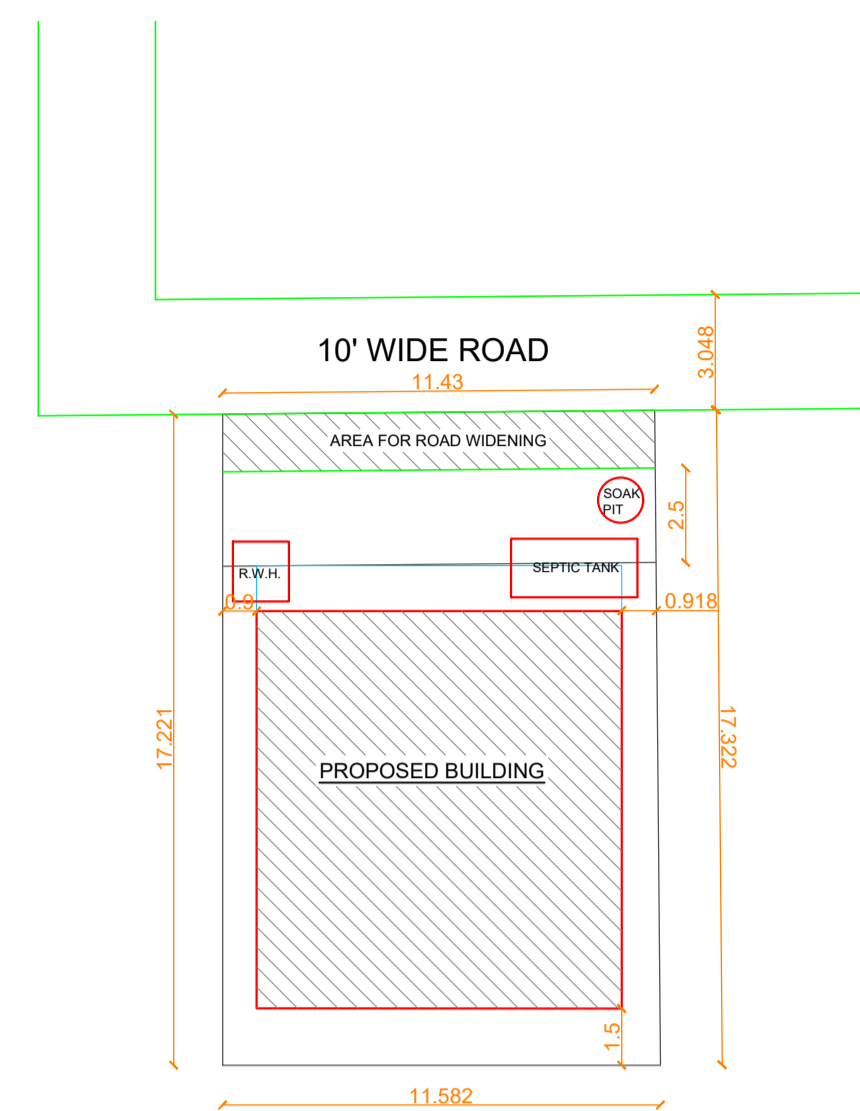 10' WIDE ROAD
3.048
11.43
AREA FOR ROAD WIDENING
SOAK
PIT
2.5
R.W.H.
SEPTIC TANK
0.9
0.918
17.221
17.322
PROPOSED BUILDING
1.5
11.582